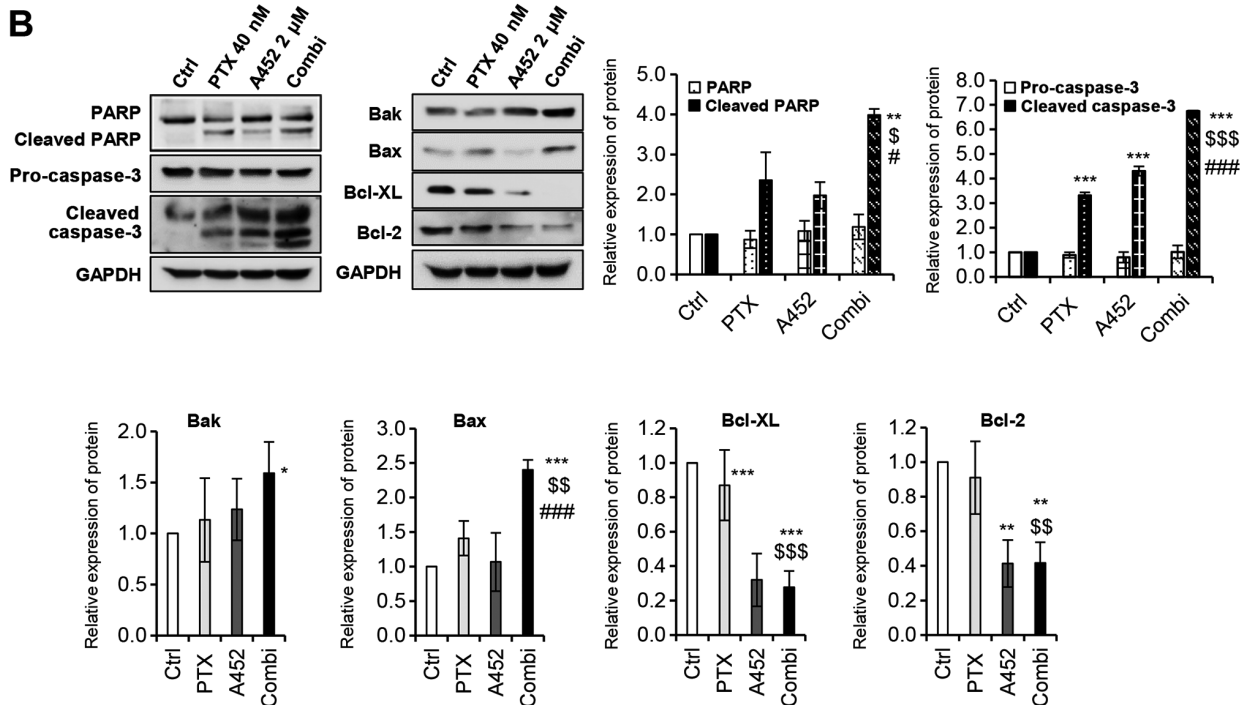 B
Ctrl
PTX 40 nM
A452 2 µM
Combi
PARP
Cleaved PARP
Pro-caspase-3
Cleaved
caspase-3
GAPDH
Ctrl
PTX 40 nM
A452 2 µM
Combi
Bak
Bax
Bcl-XL
Bcl-2
GAPDH
Relative expression of protein
5.0
4.0
3.0
2.0
1.0
0.0
PARP
Cleaved PARP
**
$
#
Ctrl
PTX
A452
Combi
Relative expression of protein
8.0
7.0
6.0
5.0
4.0
3.0
2.0
1.0
0.0
Pro-caspase-3
Cleaved caspase-3
***
***
***
$$$
###
Ctrl
PTX
A452
Combi
Bak
Relative expression of protein
2.0
1.5
1.0
0.5
0.0
*
Ctrl
PTX
A452
Combi
Bax
Relative expression of protein
3.0
2.5
2.0
1.5
1.0
0.5
0.0
***
$$
###
Ctrl
PTX
A452
Combi
Bcl-XL
Relative expression of protein
1.2
1.0
0.8
0.6
0.4
0.2
0.0
***
***
$$$
Ctrl
PTX
A452
Combi
Bcl-2
Relative expression of protein
1.2
1.0
0.8
0.6
0.4
0.2
0.0
**
**
$$
Ctrl
PTX
A452
Combi